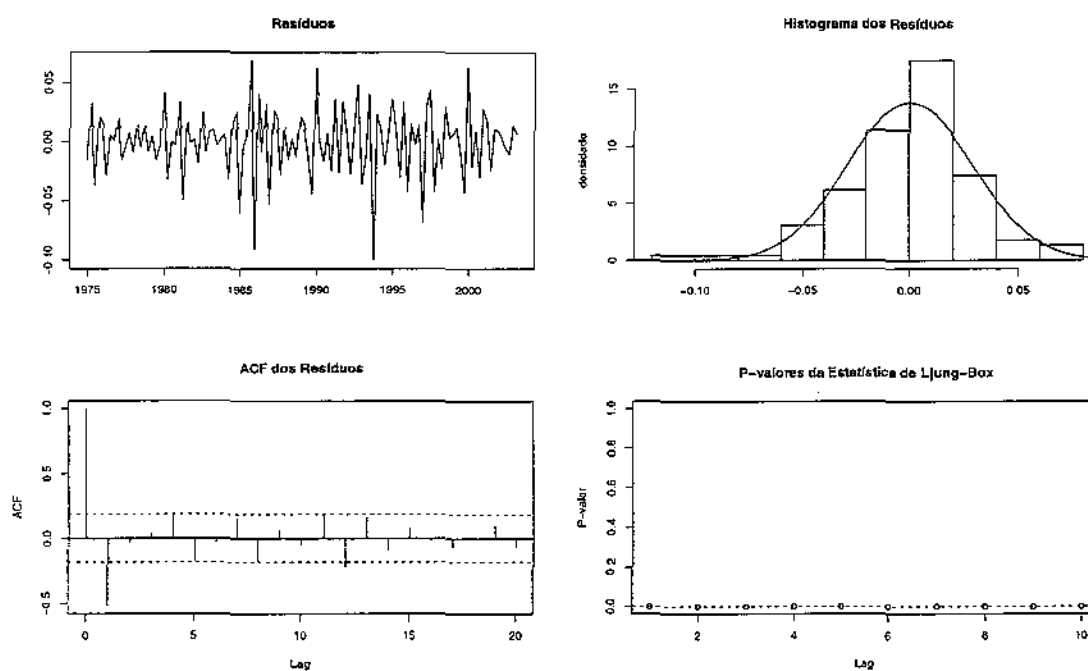 Resíduos
0.05
0.00
-0.05
-0.10
1975 1980 1985 1990 1995 2000
Histograma dos Resíduos
densidade
15
10
5
0
-0.10 -0.05 0.00 0.05
ACF dos Resíduos
ACF
1.0
0.5
0.0
-0.5
0 5 10 15 20
Lag
P-valores da Estatística de Ljung-Box
P-valor
1.0
0.8
0.6
0.4
0.2
0.0
2 4 6 8 10
Lag